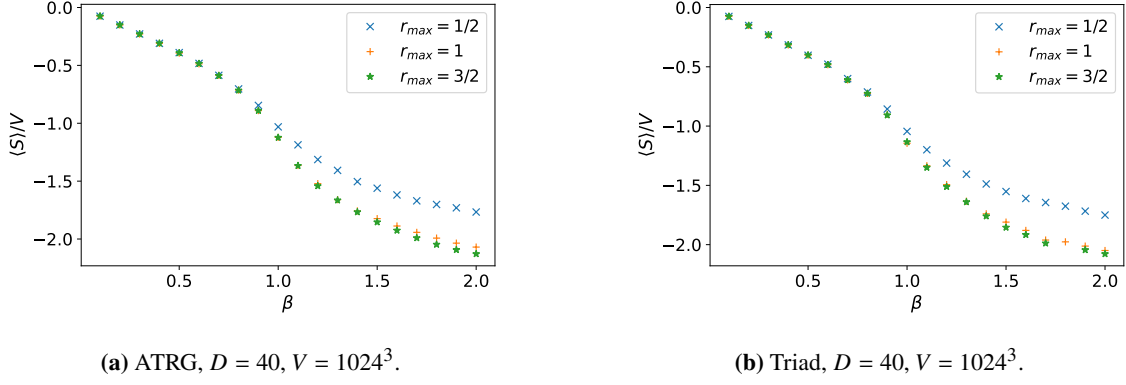 0.0
−0.5
−1.0
−1.5
−2.0
⟨S⟩/V
0.5 1.0 1.5 2.0
β
r_max = 1/2
r_max = 1
r_max = 3/2
(a) ATRG, D = 40, V = 1024³.
0.0
−0.5
−1.0
−1.5
−2.0
⟨S⟩/V
0.5 1.0 1.5 2.0
β
r_max = 1/2
r_max = 1
r_max = 3/2
(b) Triad, D = 40, V = 1024³.